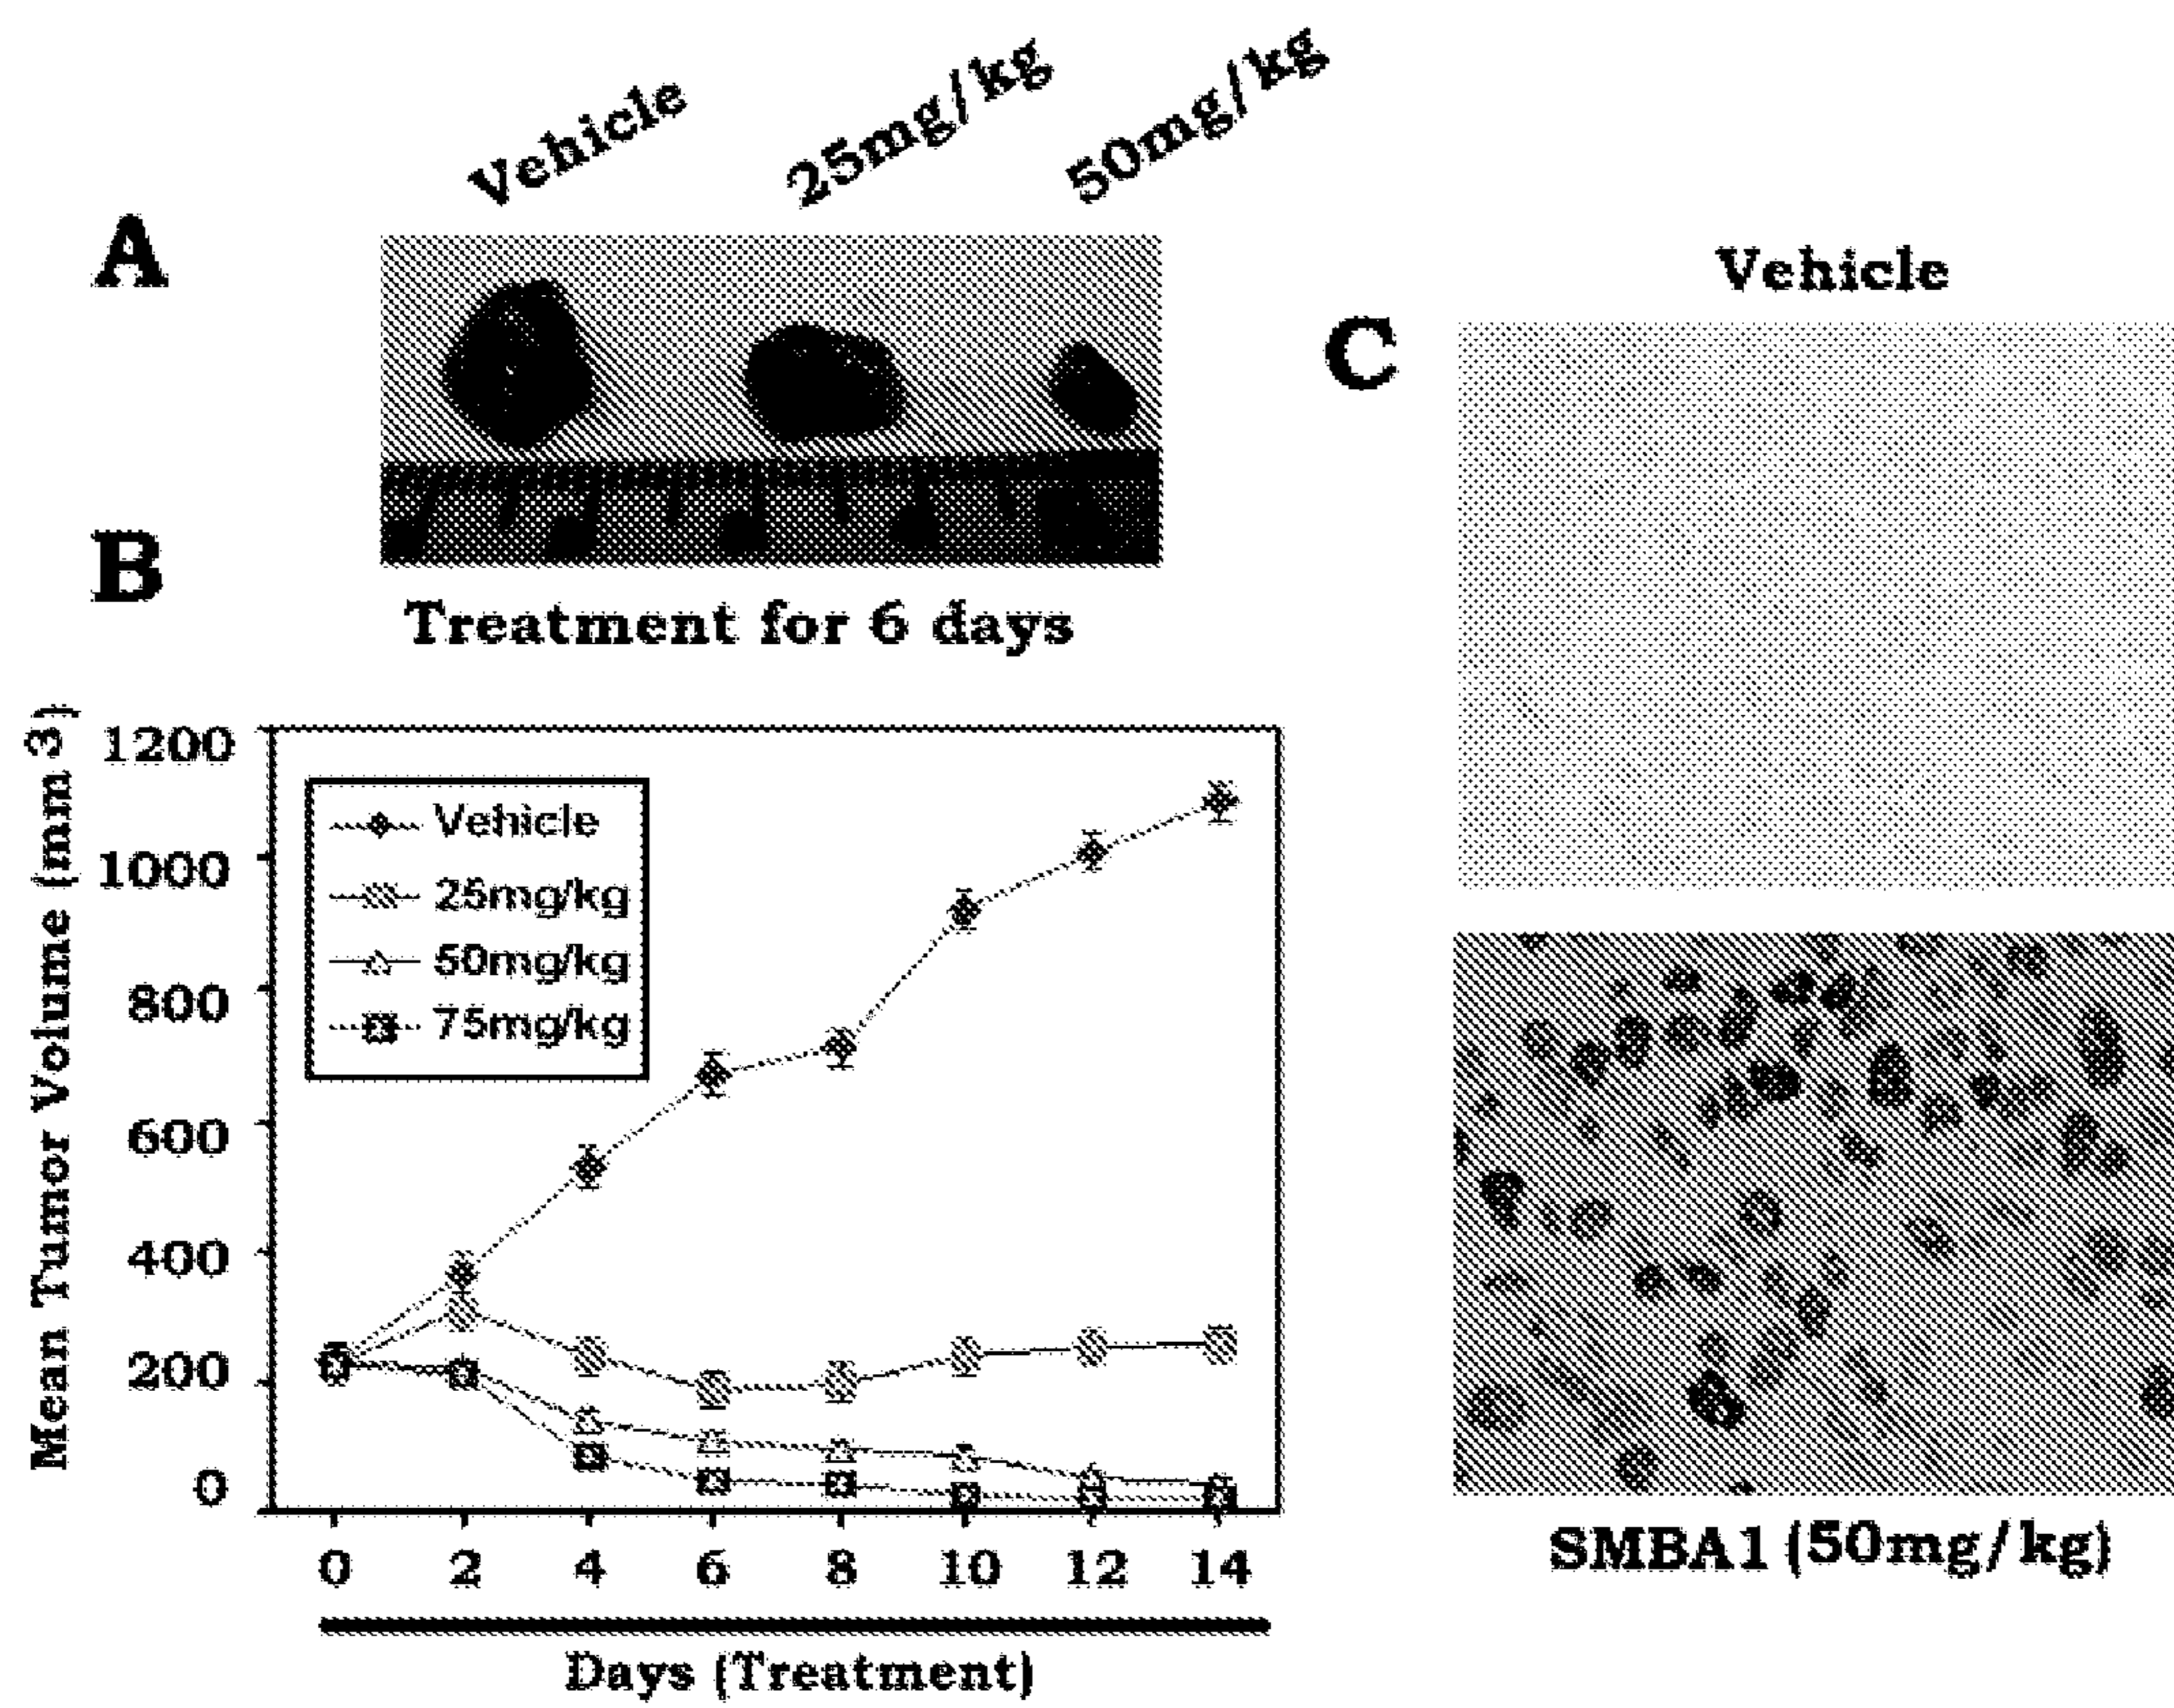 Vehicle 25mg/kg 50mg/kg
A
Treatment for 6 days
B
Mean Tumor Volume (mm 3)
1200
1000
800
600
400
200
0
Vehicle
25mg/kg
50mg/kg
75mg/kg
0 2 4 6 8 10 12 14
Days (Treatment)
C
Vehicle
SMBA1 (50mg/kg)